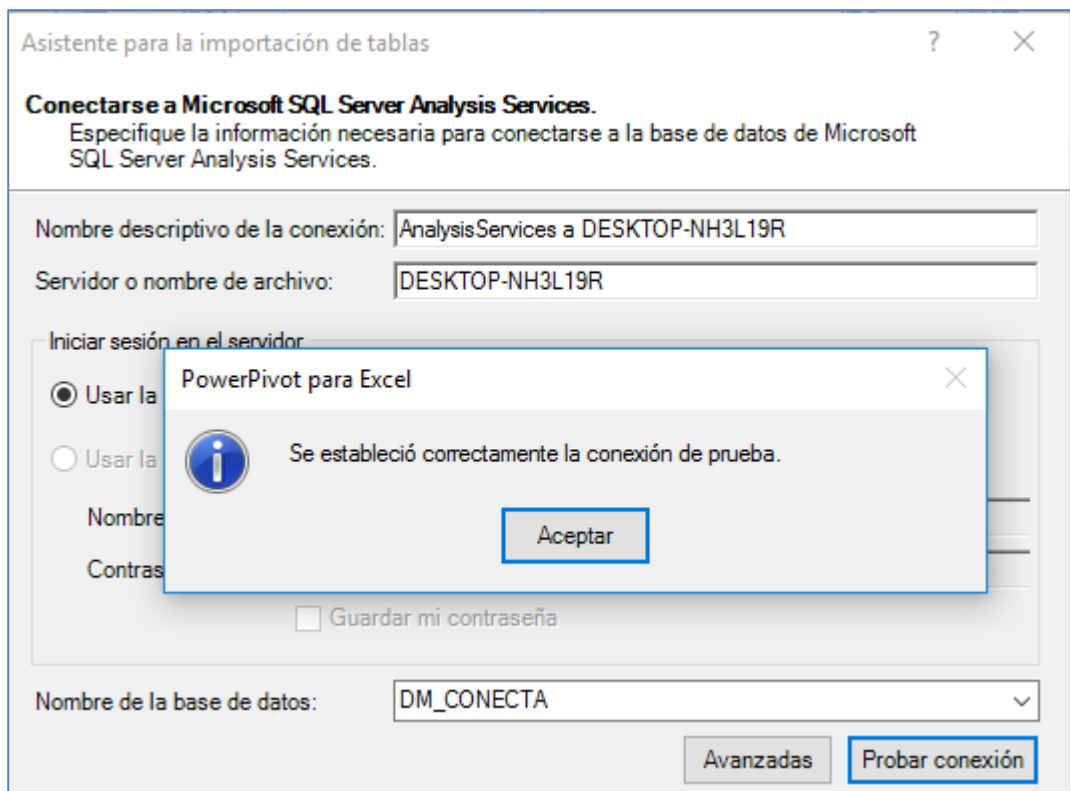 Asistente para la importación de tablas
?
Conectarse a Microsoft SQL Server Analysis Services.
Especifique la información necesaria para conectarse a la base de datos de Microsoft
SQL Server Analysis Services.
Nombre descriptivo de la conexión: AnalysisServices a DESKTOP-NH3L19R
Servidor o nombre de archivo: DESKTOP-NH3L19R
Iniciar sesión en el servidor
PowerPivot para Excel
Usar la
Se estableció correctamente la conexión de prueba.
Usar la
Nombre
Aceptar
Contras
Guardar mi contraseña
Nombre de la base de datos: DM_CONECTA
Avanzadas Probar conexión